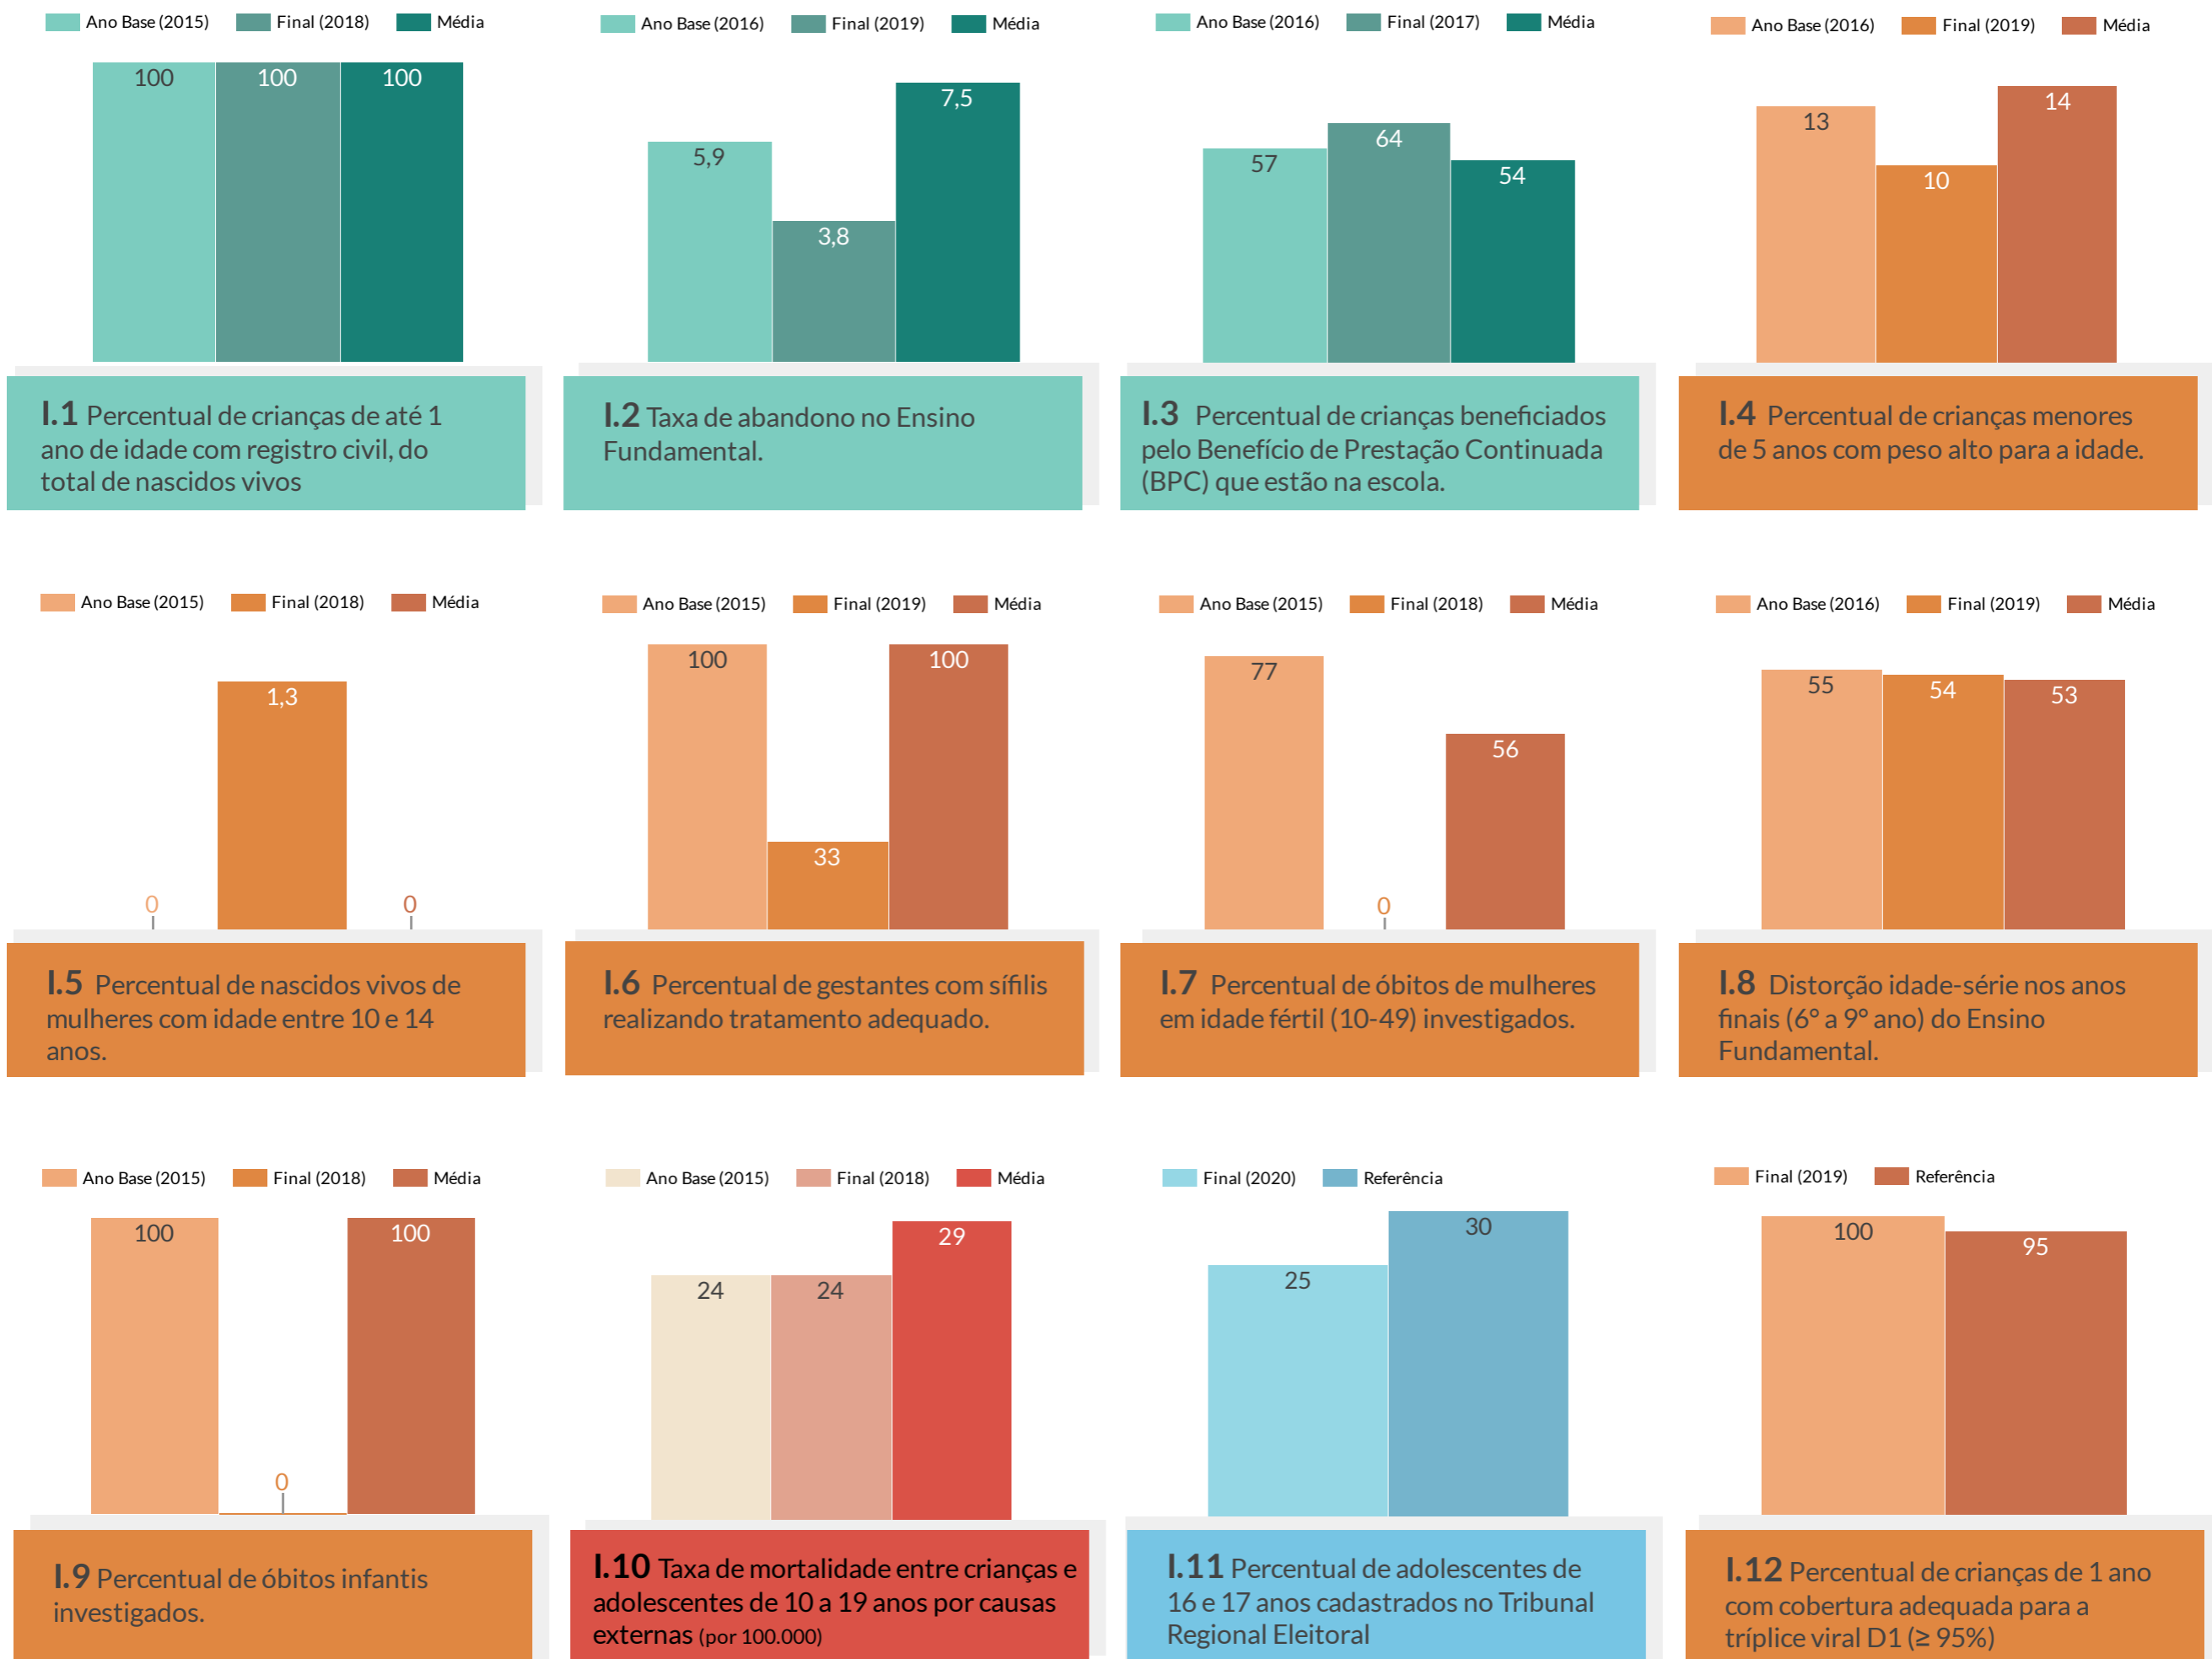 Ano Base (2015) Final (2018) Média
100 100 100
I.1 Percentual de crianças de até 1
ano de idade com registro civil, do
total de nascidos vivos
Ano Base (2016) Final (2019) Média
5,9 3,8 7,5
I.2 Taxa de abandono no Ensino
Fundamental.
Ano Base (2016) Final (2017) Média
57 64 54
I.3 Percentual de crianças beneficiados
pelo Benefício de Prestação Continuada
(BPC) que estão na escola.
Ano Base (2016) Final (2019) Média
13 10 14
I.4 Percentual de crianças menores
de 5 anos com peso alto para a idade.
Ano Base (2015) Final (2018) Média
0 1,3 0
I.5 Percentual de nascidos vivos de
mulheres com idade entre 10 e 14
anos.
Ano Base (2015) Final (2019) Média
100 33 100
I.6 Percentual de gestantes com sífilis
realizando tratamento adequado.
Ano Base (2015) Final (2018) Média
77 0 56
I.7 Percentual de óbitos de mulheres
em idade fértil (10-49) investigados.
Ano Base (2016) Final (2019) Média
55 54 53
I.8 Distorção idade-série nos anos
finais (6° a 9° ano) do Ensino
Fundamental.
Ano Base (2015) Final (2018) Média
100 0 100
I.9 Percentual de óbitos infantis
investigados.
Ano Base (2015) Final (2018) Média
24 24 29
I.10 Taxa de mortalidade entre crianças e
adolescentes de 10 a 19 anos por causas
externas (por 100.000)
Final (2020) Referência
25 30
I.11 Percentual de adolescentes de
16 e 17 anos cadastrados no Tribunal
Regional Eleitoral
Final (2019) Referência
100 95
I.12 Percentual de crianças de 1 ano
com cobertura adequada para a
tríplice viral D1 (≥ 95%)